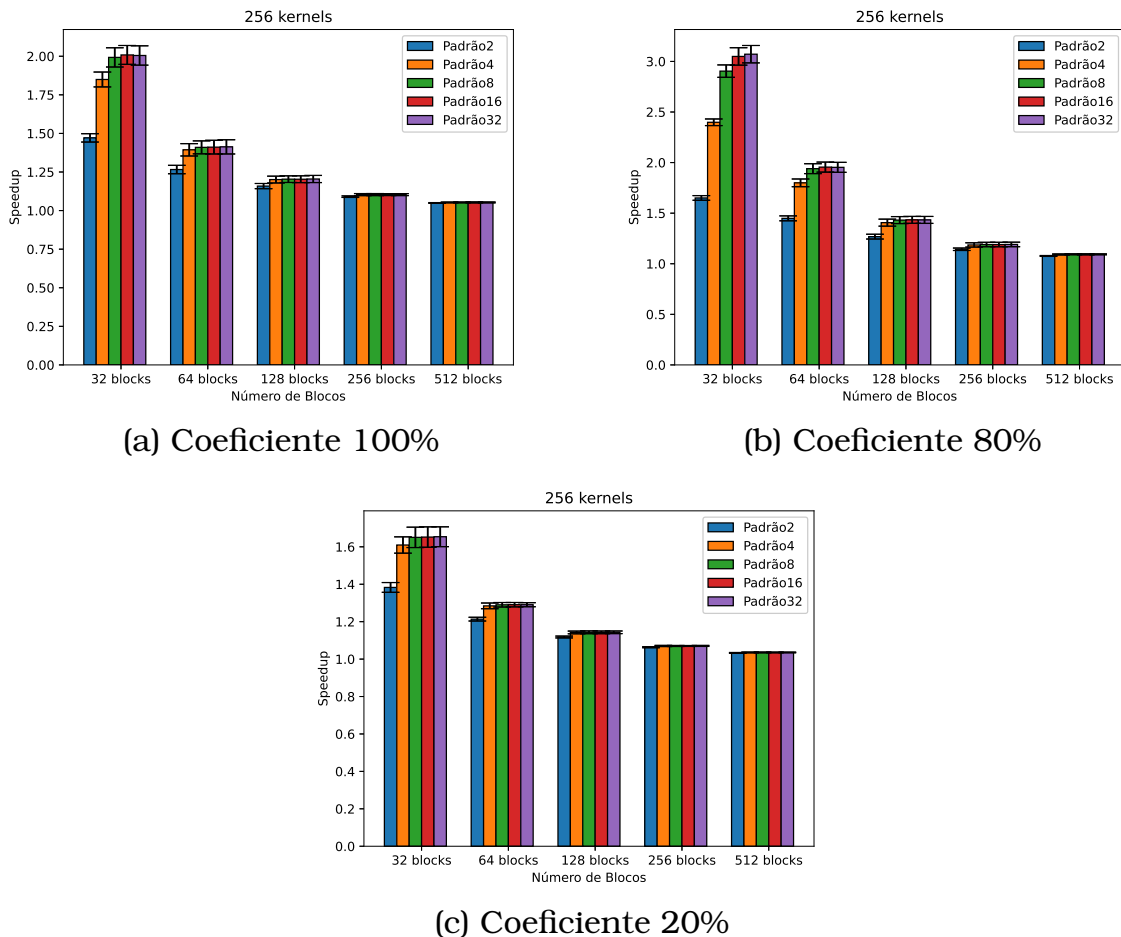 256 kernels
Speedup
2.00
1.75
1.50
1.25
1.00
0.75
0.50
0.25
0.00
Padrão2
Padrão4
Padrão8
Padrão16
Padrão32
32 blocks 64 blocks 128 blocks 256 blocks 512 blocks
Número de Blocos
(a) Coeficiente 100%
256 kernels
Speedup
3.0
2.5
2.0
1.5
1.0
0.5
0.0
Padrão2
Padrão4
Padrão8
Padrão16
Padrão32
32 blocks 64 blocks 128 blocks 256 blocks 512 blocks
Número de Blocos
(b) Coeficiente 80%
256 kernels
Speedup
1.6
1.4
1.2
1.0
0.8
0.6
0.4
0.2
0.0
Padrão2
Padrão4
Padrão8
Padrão16
Padrão32
32 blocks 64 blocks 128 blocks 256 blocks 512 blocks
Número de Blocos
(c) Coeficiente 20%